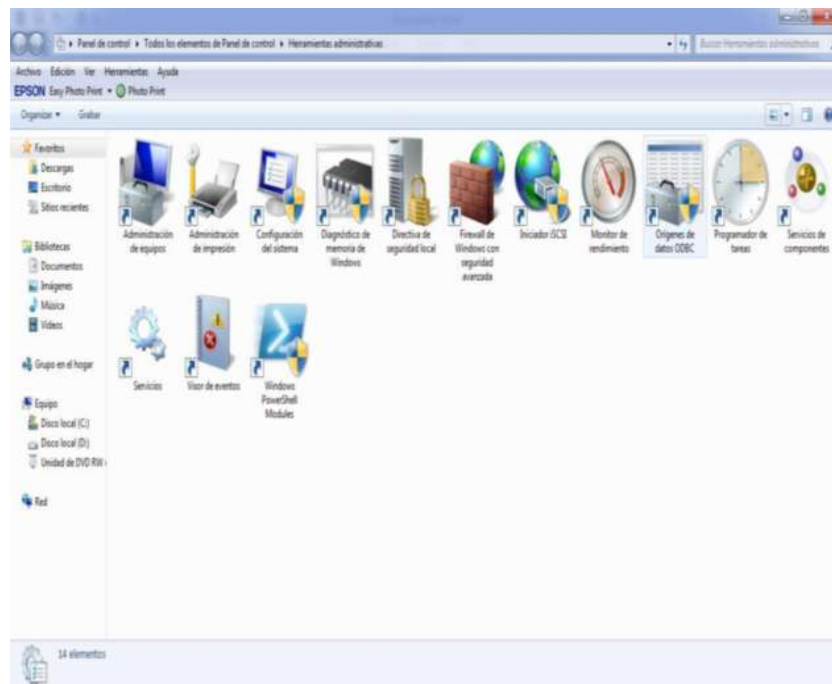 Panel de control ▸ Todos los elementos de Panel de control ▸ Herramientas administrativas
Buscar Herramientas administrativas
Archivo Edición Ver Herramientas Ayuda
EPSON Easy Photo Print Photo Print
Organizar Grabar
Favoritos
Descargas
Escritorio
Sitios recientes
Bibliotecas
Documentos
Imágenes
Música
Vídeos
Grupo en el hogar
Equipo
Disco local (C:)
Disco local (D:)
Unidad de DVD RW
Red
Administración
de equipos
Administración
de impresión
Configuración
del sistema
Diagnóstico de
memoria de
Windows
Directiva de
seguridad local
Firewall de
Windows con
seguridad
avanzada
Iniciador iSCSI
Monitor de
rendimiento
Orígenes de
datos ODBC
Programador de
tareas
Servicios de
componentes
Servicios
Visor de eventos
Windows
PowerShell
Modules
14 elementos